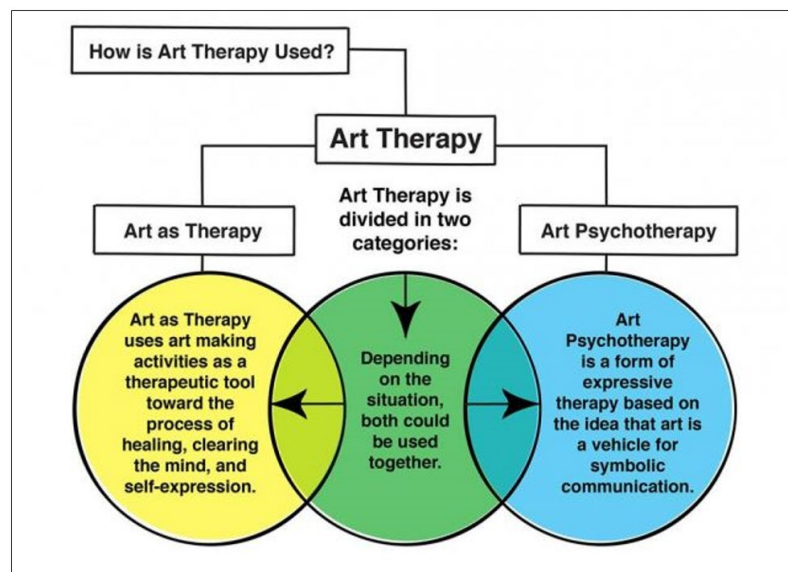 How is Art Therapy Used?
Art Therapy
Art as Therapy
Art Therapy is
divided in two
categories:
Art Psychotherapy
Art as Therapy
uses art making
activities as a
therapeutic tool
toward the
process of
healing, clearing
the mind, and
self-expression.
Depending
on the
situation,
both could
be used
together.
Art
Psychotherapy
is a form of
expressive
therapy based on
the idea that art is
a vehicle for
symbolic
communication.